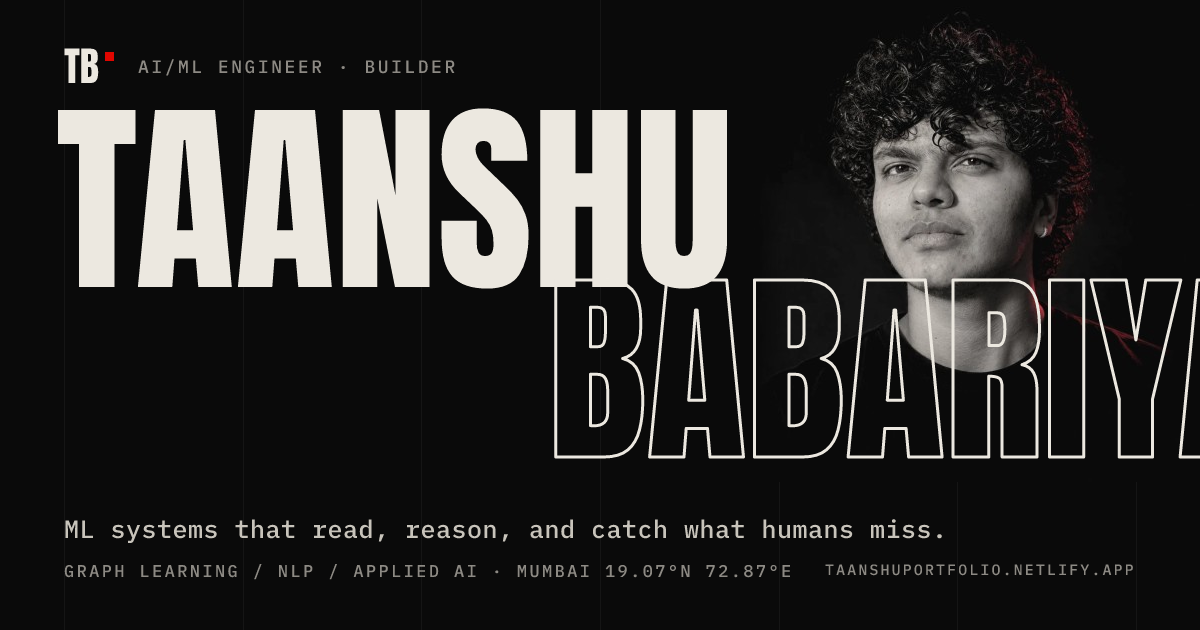 TB
AI/ML ENGINEER · BUILDER
TAANSHU
BABARIYA
ML systems that read, reason, and catch what humans miss.
GRAPH LEARNING / NLP / APPLIED AI · MUMBAI 19.07°N 72.87°E
TAANSHUPORTFOLIO.NETLIFY.APP